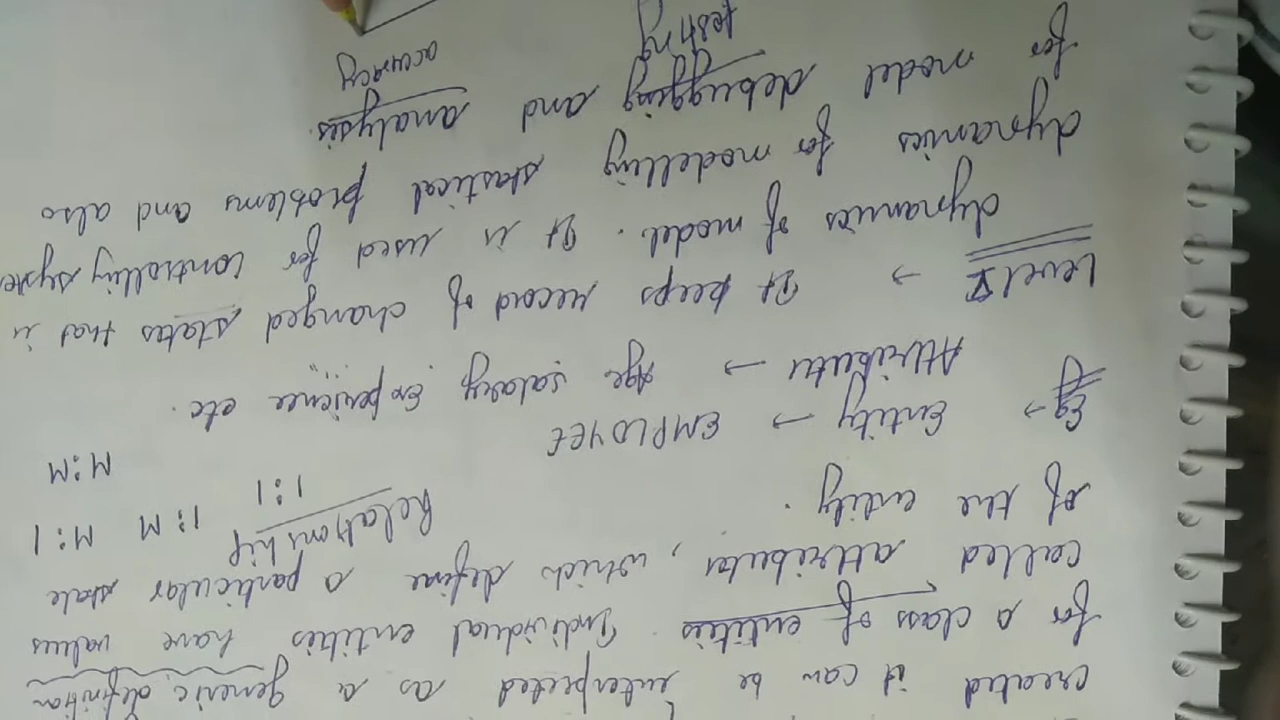 created it can be interpreted as a generic definition
for a class of entities. Individual entities have values
called attributes, which define a particular state
of the entity.
Relationship
1:1 1:M M:1
M:M
Eg → Entity → EMPLOYEE
Attributes → Age salary Experience etc.
Level → It keeps record of changed states that is
dynamics of model. It is used for controlling
dynamics for modelling stastical problems and also
for model debugging and analysis.
testing accuracy